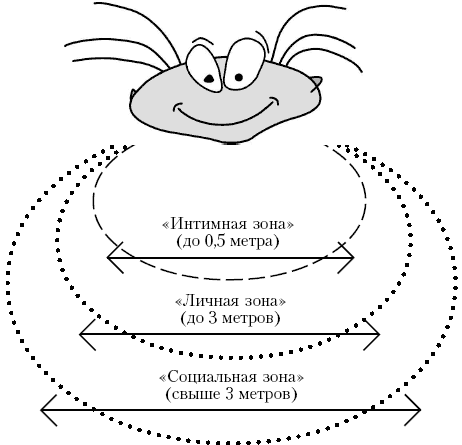 «Интимная зона»
(до 0,5 метра)
«Личная зона»
(до 3 метров)
«Социальная зона»
(свыше 3 метров)